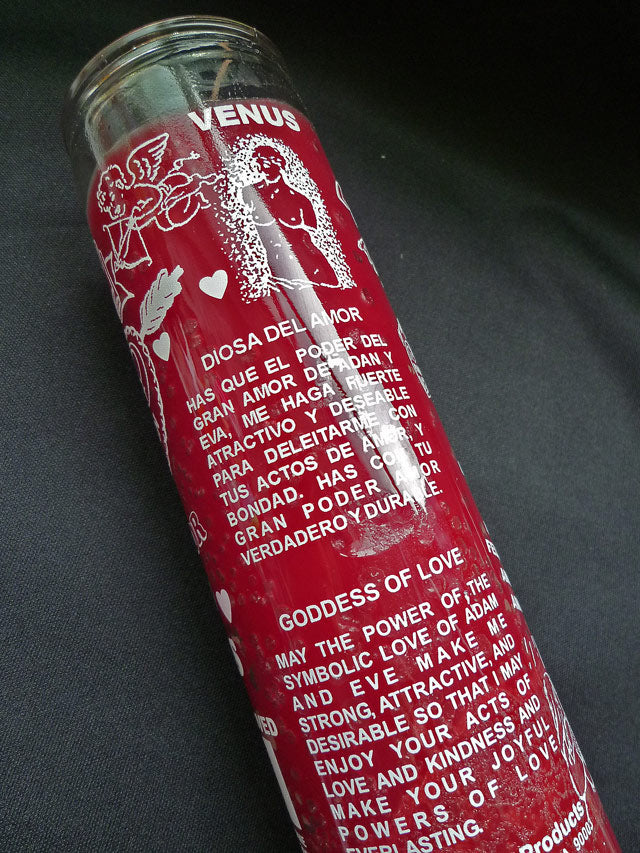 VENUS
DIOSA DEL AMOR
HAS QUE EL PODER DEL
GRAN AMOR DE ADAN Y
EVA, ME HAGA FUERTE
ATRACTIVO Y DESEABLE
PARA DELEITARME CON
TUS ACTOS DE AMOR, Y
BONDAD. HAS CON TU
GRAN PODER AMOR
VERDADERO Y DURABLE.
GODDESS OF LOVE
MAY THE POWER OF, THE
SYMBOLIC LOVE OF ADAM
AND EVE MAKE ME
STRONG, ATTRACTIVE, AND
DESIRABLE SO THAT I MAY
ENJOY YOUR ACTS OF
LOVE AND KINDNESS AND
MAKE YOUR JOYFUL
POWERS OF LOVE
EVERLASTING.
Products